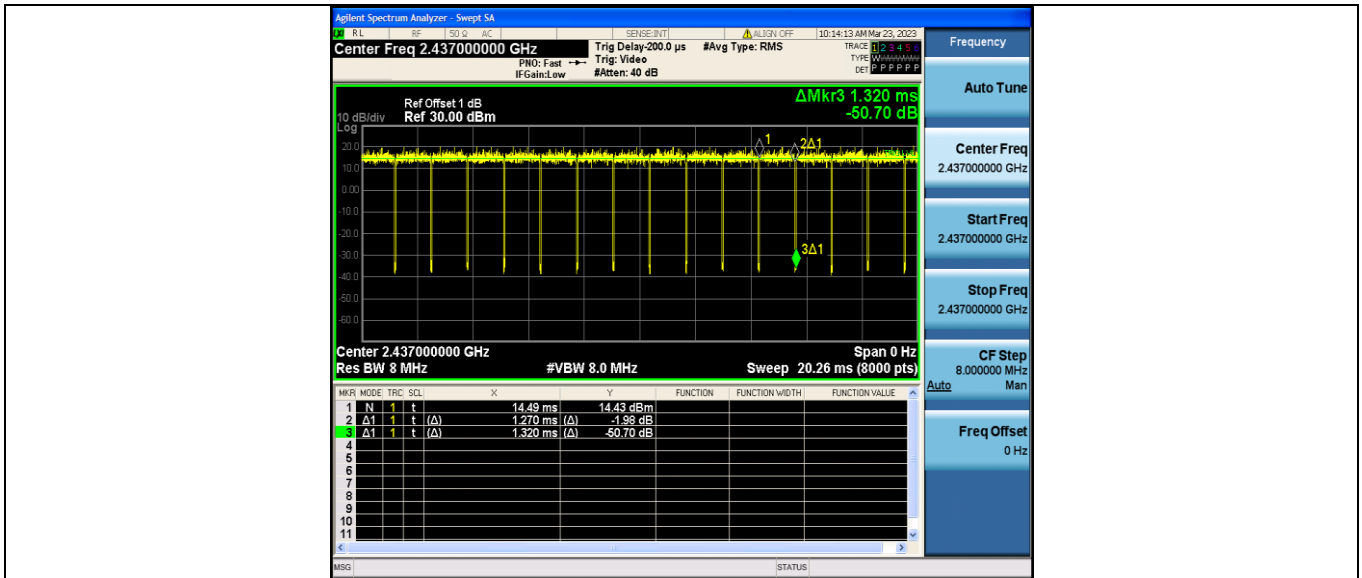 Agilent Spectrum Analyzer - Swept SA
RL RF 50 Ω AC SENSE:INT ALIGN OFF 10:14:13 AM Mar 23, 2023
Center Freq 2.437000000 GHz
PNO: Fast
IFGain:Low
Trig Delay-200.0 µs
Trig: Video
#Atten: 40 dB
#Avg Type: RMS
TRACE 1 2 3 4 5 6
TYPE
DET P P P P P P
ΔMkr3 1.320 ms
-50.70 dB
Ref Offset 1 dB
10 dB/div Ref 30.00 dBm
Log
20.0
10.0
0.00
-10.0
-20.0
-30.0
-40.0
-50.0
-60.0
1
2Δ1
3Δ1
Center 2.437000000 GHz Span 0 Hz
Res BW 8 MHz #VBW 8.0 MHz Sweep 20.26 ms (8000 pts)
MKR MODE TRC SCL X Y FUNCTION FUNCTION WIDTH FUNCTION VALUE
1 N 1 t 14.49 ms 14.43 dBm
2 Δ1 1 t (Δ) 1.270 ms (Δ) -1.98 dB
3 Δ1 1 t (Δ) 1.320 ms (Δ) -50.70 dB
4
5
6
7
8
9
10
11
MSG STATUS
Frequency
Auto Tune
Center Freq
2.437000000 GHz
Start Freq
2.437000000 GHz
Stop Freq
2.437000000 GHz
CF Step
8.000000 MHz
Auto Man
Freq Offset
0 Hz